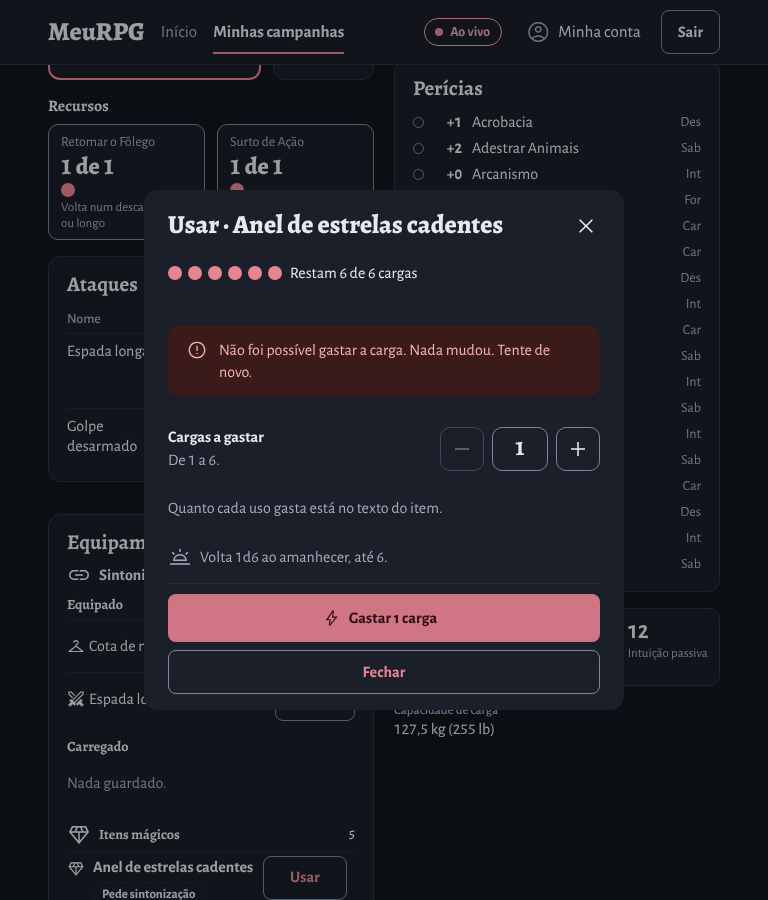 MeuRPG Início Minhas campanhas Ao vivo Minha conta Sair
Recursos
Retomar o Fôlego
1 de 1
Volta num desca
ou longo
Surto de Ação
1 de 1
Perícias
+1 Acrobacia Des
+2 Adestrar Animais Sab
+0 Arcanismo Int
For
Car
Car
Des
Int
Car
Sab
Int
Sab
Int
Sab
Car
Des
Int
Sab
Ataques
Nome
Espada longa
Golpe
desarmado
Usar · Anel de estrelas cadentes
Restam 6 de 6 cargas
Não foi possível gastar a carga. Nada mudou. Tente de
novo.
Cargas a gastar
De 1 a 6.
1
Quanto cada uso gasta está no texto do item.
Volta 1d6 ao amanhecer, até 6.
Gastar 1 carga
Fechar
Equipam
Sintoni
Equipado
Cota de
Espada
Carregado
Nada guardado.
Itens mágicos 5
Anel de estrelas cadentes
Pede sintonização
Usar
12
Intuição passiva
Capacidade de carga
127,5 kg (255 lb)